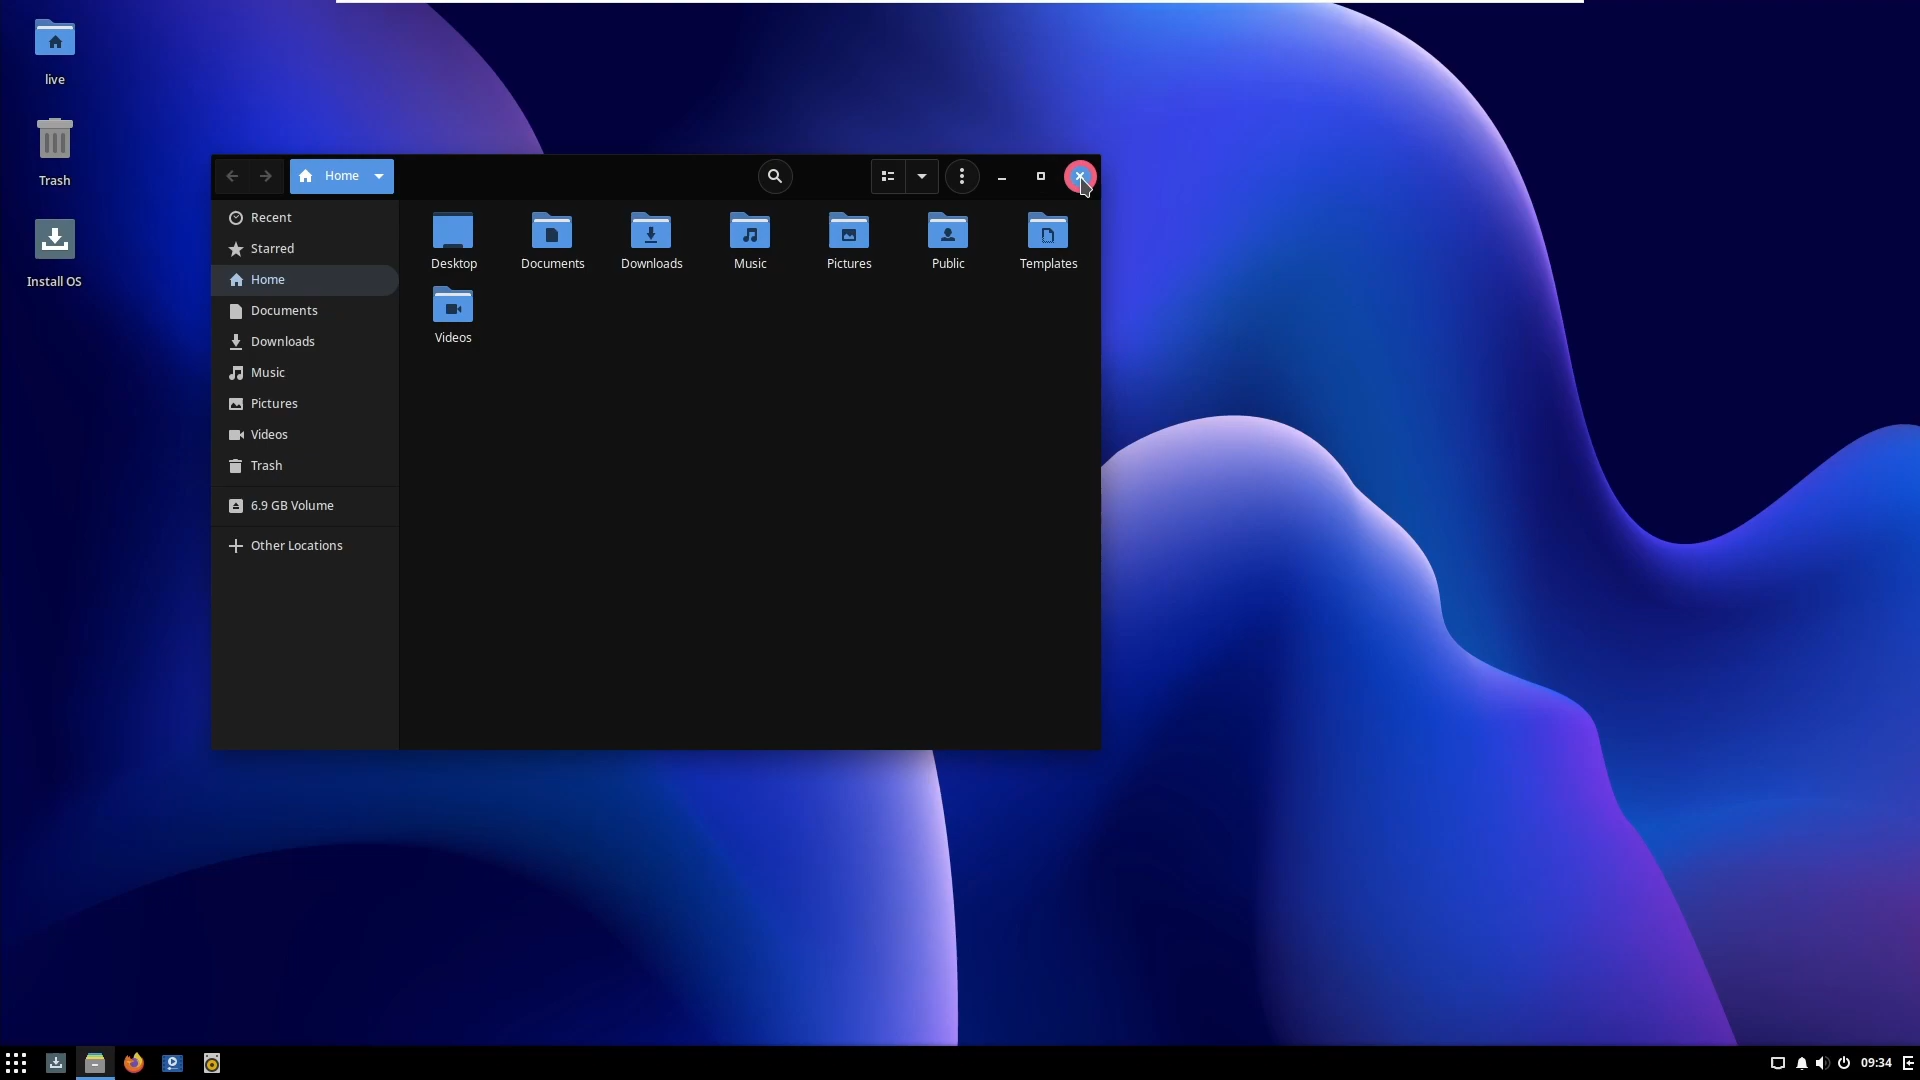 live
Trash
Install OS
Home
Recent
Starred
Home
Documents
Downloads
Music
Pictures
Videos
Trash
6.9 GB Volume
Other Locations
Desktop Documents Downloads Music Pictures Public Templates
Videos
09:34